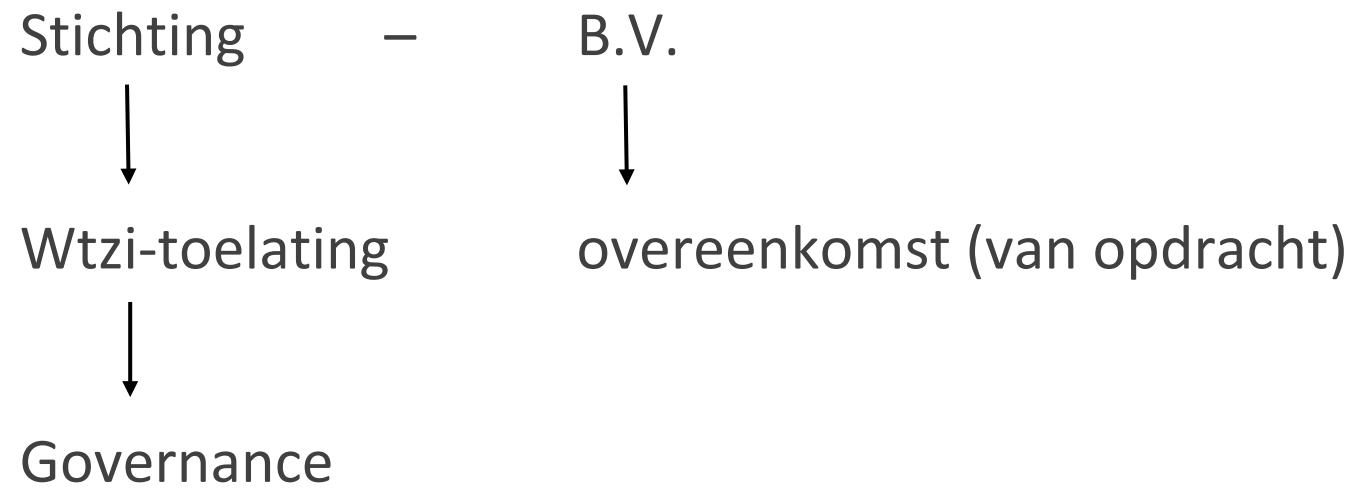 Stichting – B.V.
Wtzi-toelating overeenkomst (van opdracht)
Governance